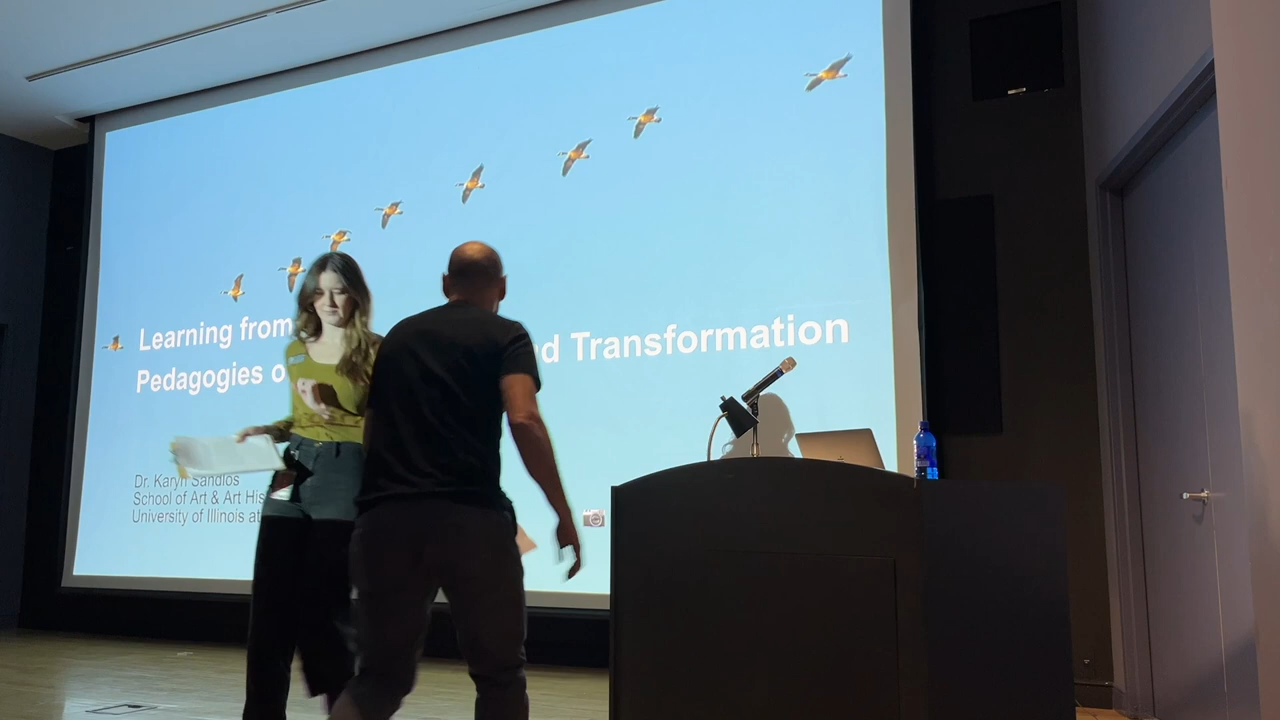 Learning from nd Transformation
Pedagogies o
Dr. Karyn Sandlos
School of Art & Art His
University of Illinois at